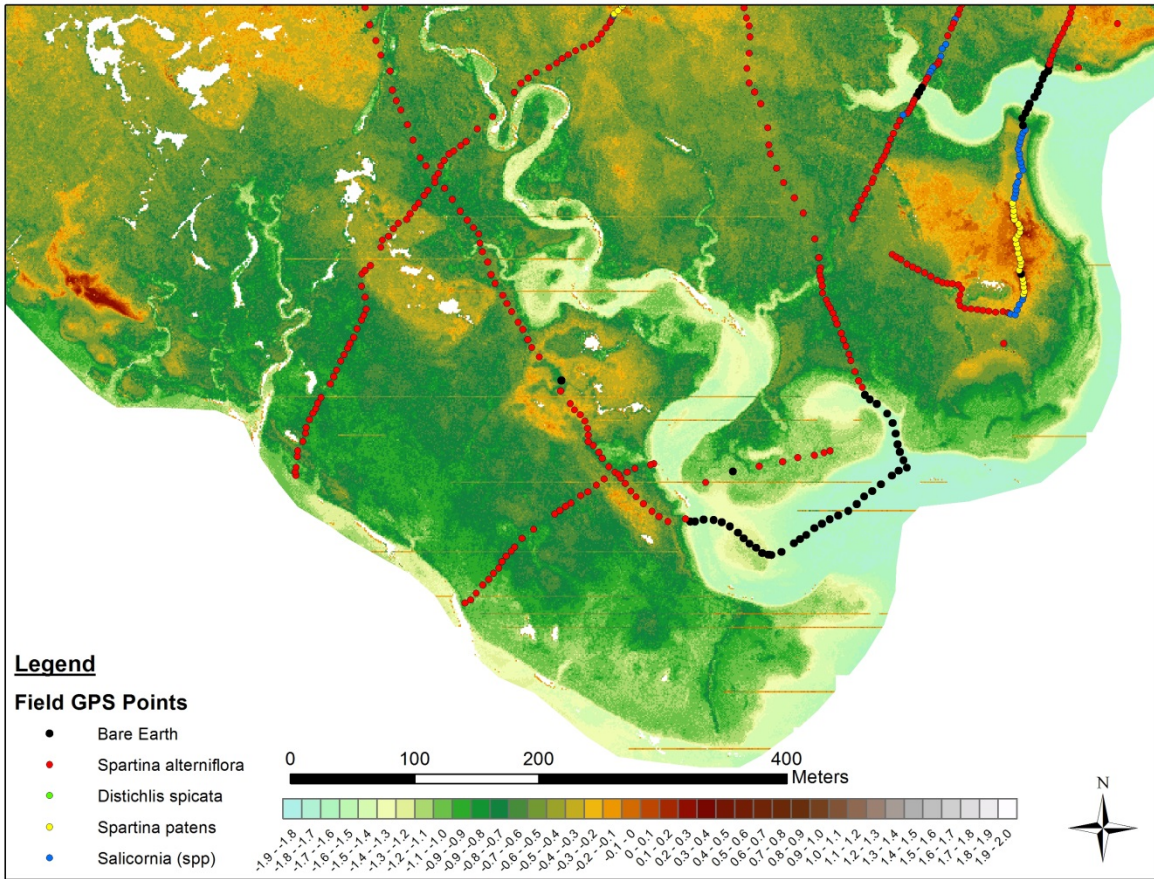 Legend
Field GPS Points
Bare Earth
Spartina alterniflora
Distichlis spicata
Spartina patens
Salicornia (spp)
0 100 200 400
Meters
-1.9 - -1.8
-1.8 - -1.7
-1.7 - -1.6
-1.6 - -1.5
-1.5 - -1.4
-1.4 - -1.3
-1.3 - -1.2
-1.2 - -1.1
-1.1 - -1.0
-1.0 - -0.9
-0.9 - -0.8
-0.8 - -0.7
-0.7 - -0.6
-0.6 - -0.5
-0.5 - -0.4
-0.4 - -0.3
-0.3 - -0.2
-0.2 - -0.1
-0.1 - 0
0 - 0.1
0.1 - 0.2
0.2 - 0.3
0.3 - 0.4
0.4 - 0.5
0.5 - 0.6
0.6 - 0.7
0.7 - 0.8
0.8 - 0.9
0.9 - 1.0
1.0 - 1.1
1.1 - 1.2
1.2 - 1.3
1.3 - 1.4
1.4 - 1.5
1.5 - 1.6
1.6 - 1.7
1.7 - 1.8
1.8 - 1.9
1.9 - 2.0
N